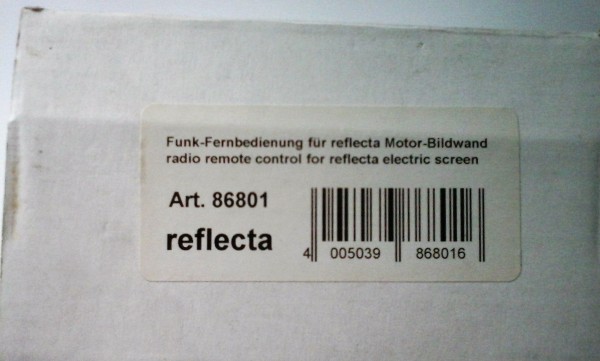 Funk-Fernbedienung für reflecta Motor-Bildwand
radio remote control for reflecta electric screen
Art. 86801
reflecta
4 005039 868016